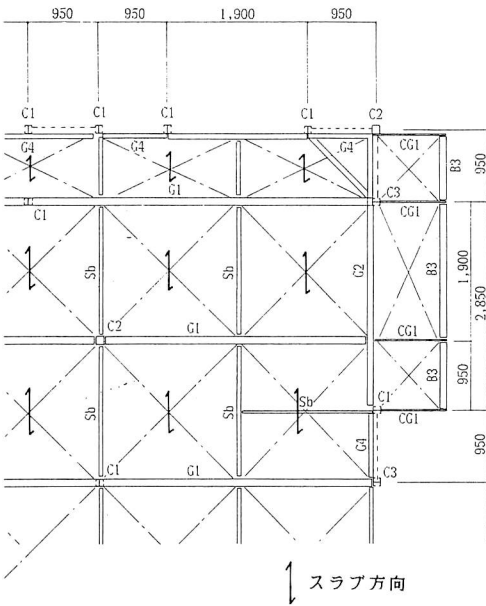 950 950 1,900 950
C1 C1 C1 C1 C2
G4 G4 G4
G1
B3
950
C3
CG1
C1
Sb Sb G2 B3
1,900
2,850
C2 G1
CG1
B3
950
Sb Sb Sb
C1
CG1
G4
950
C1 G1 C3
スラブ方向